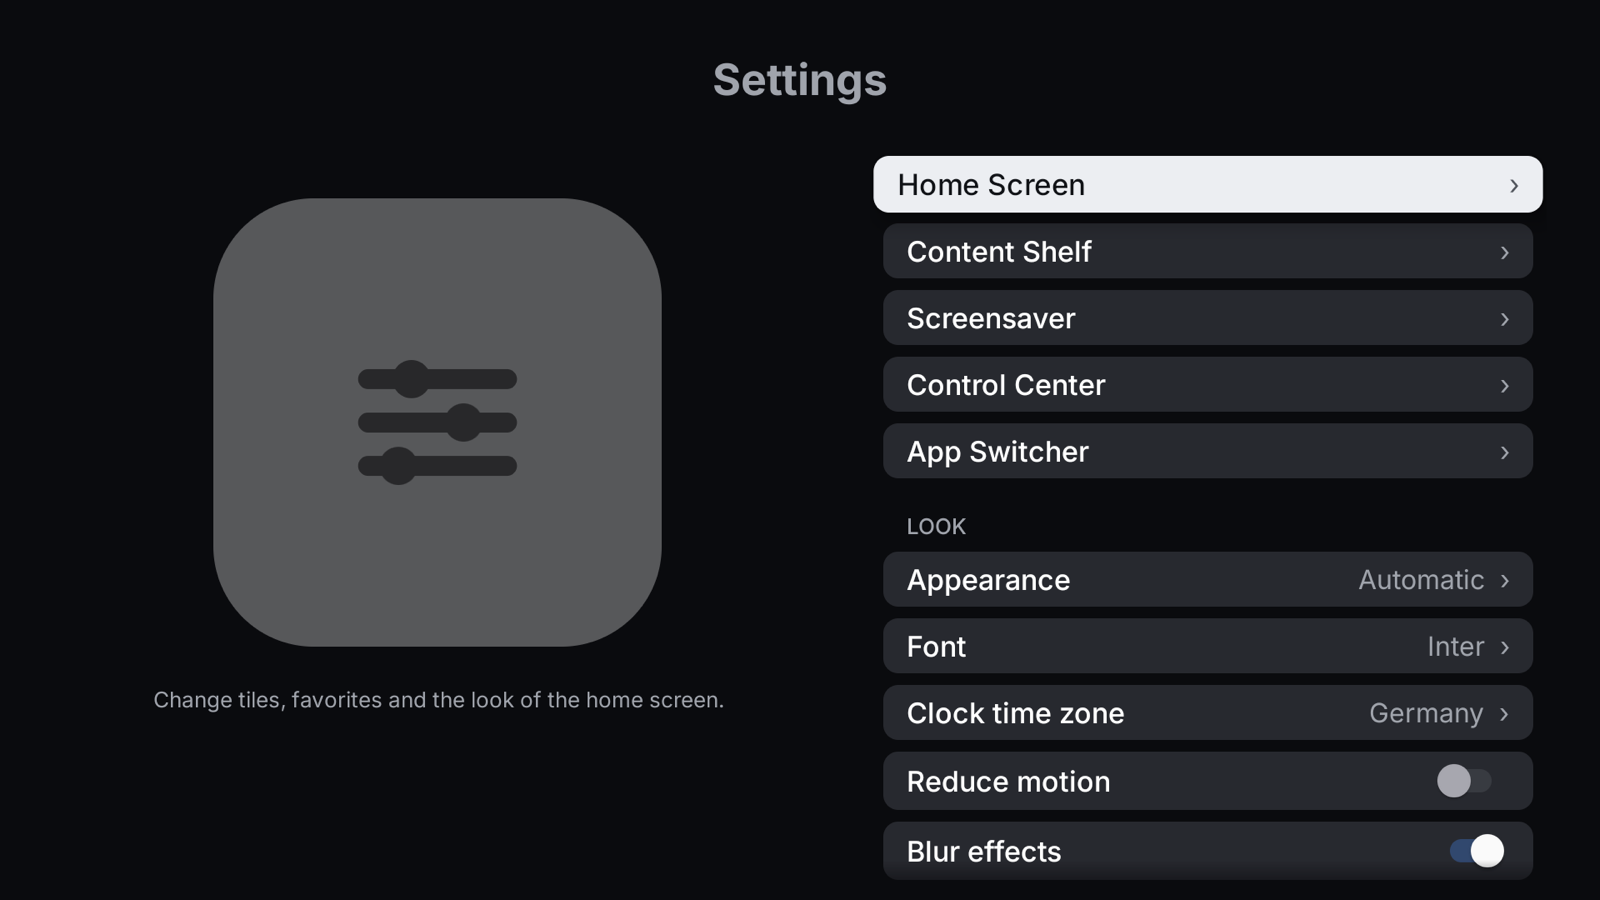 Settings
Home Screen
Content Shelf
Screensaver
Control Center
App Switcher
LOOK
Appearance Automatic
Font Inter
Clock time zone Germany
Reduce motion
Blur effects
Change tiles, favorites and the look of the home screen.